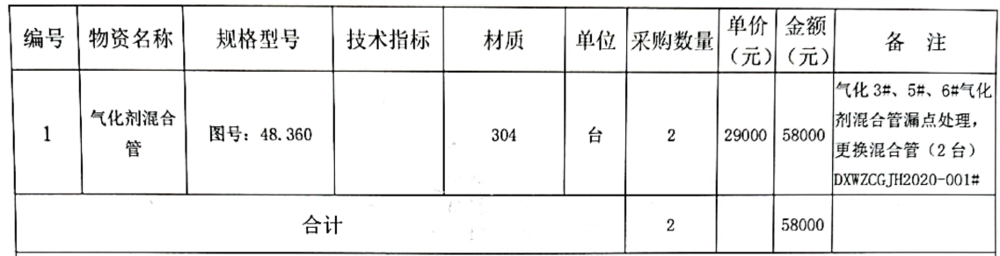 编号 物资名称 规格型号 技术指标 材质 单位 采购数量 单价（元） 金额（元） 备 注
1 气化剂混合管 图号：48.360 304 台 2 29000 58000 气化 3#、5#、6#气化
剂混合管漏点处理，
更换混合管（2 台）
DXWZCGJH2020-001#
合计 2 58000